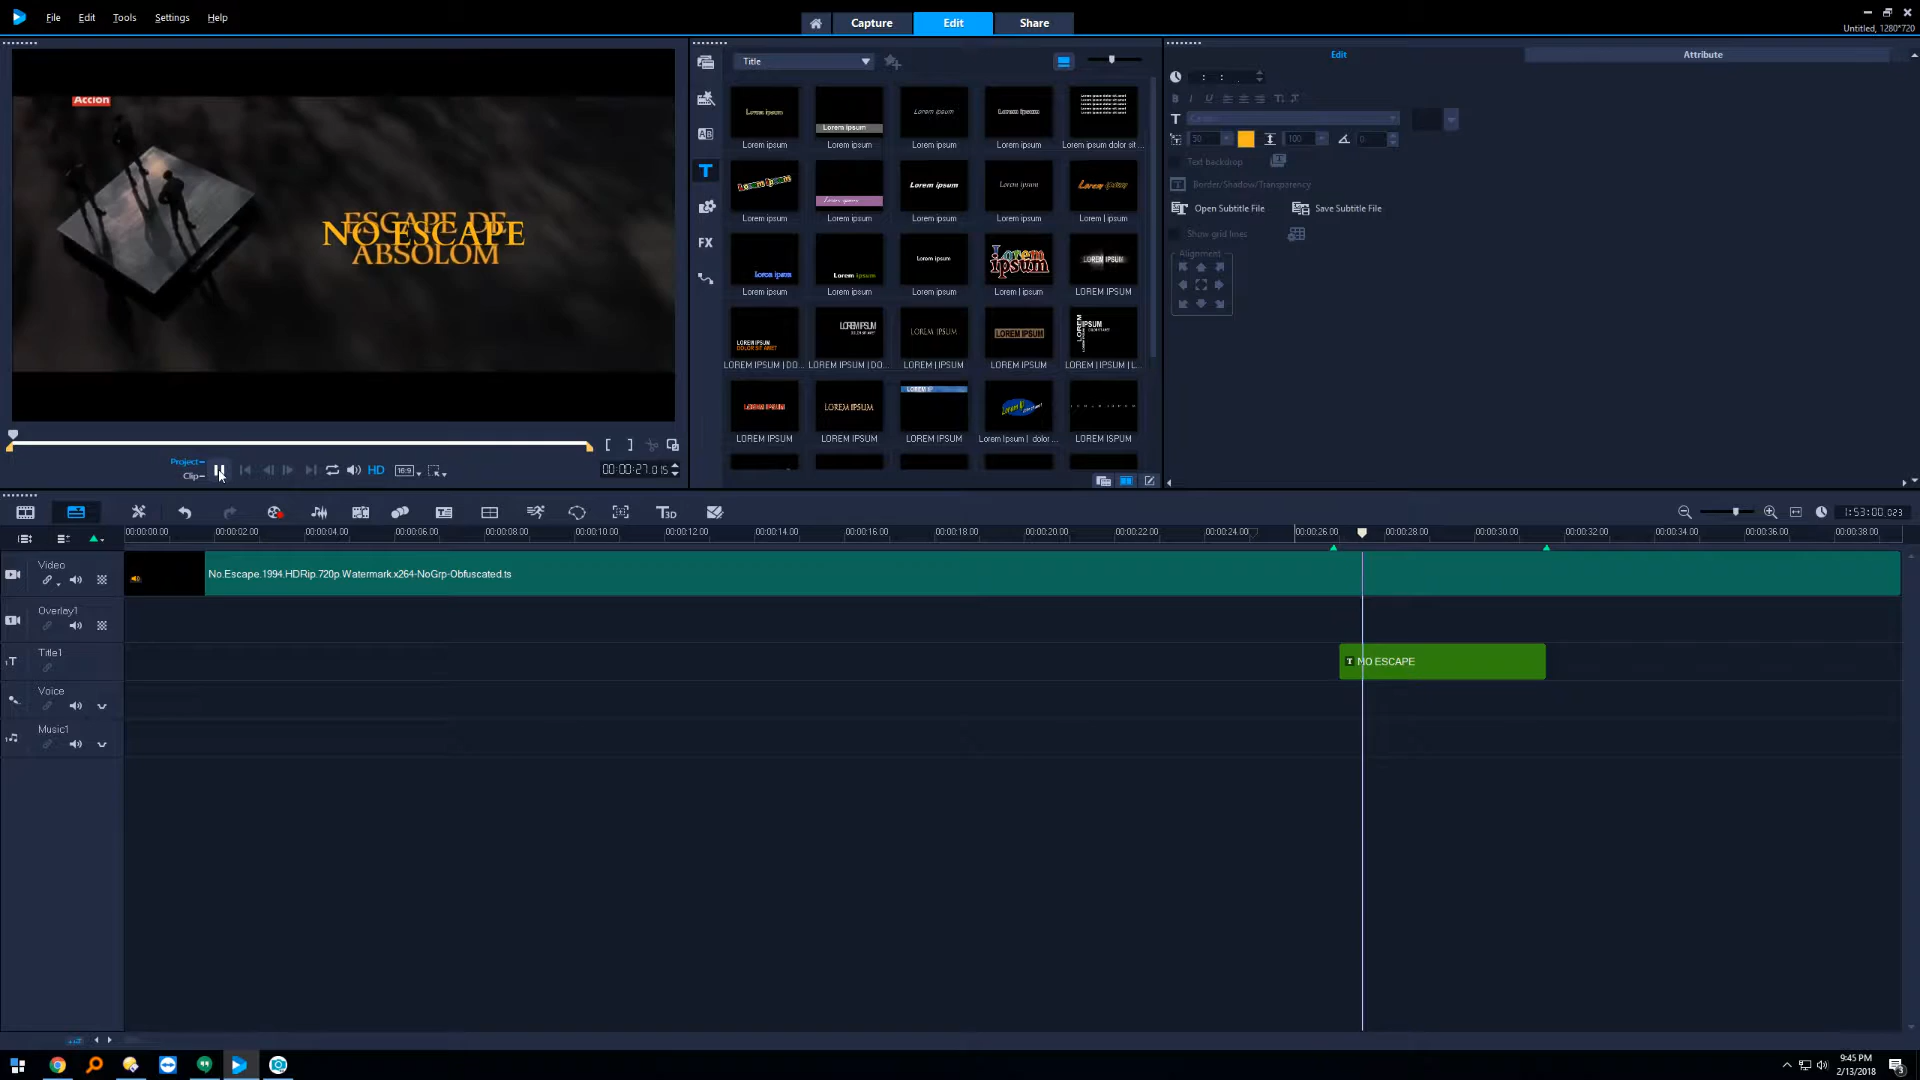 File Edit Tools Settings Help
Capture Edit Share
Untitled, 1280*720
Accion
ESCAPE DE
NO ESCAPE
ABSOLOM
Project
Clip
HD
16:9
00:00:27.015
Title
Lorem ipsum
Lorem ipsum
Lorem ipsum
Lorem ipsum
Lorem ipsum dolor sit ...
Lorem ipsum
Lorem ipsum
Lorem ipsum
Lorem ipsum
Lorem | ipsum
Lorem ipsum
Lorem ipsum
Lorem ipsum
Lorem | ipsum
LOREM IPSUM
LOREM IPSUM | DO...
LOREM IPSUM | DO...
LOREM | IPSUM
LOREM IPSUM
LOREM | IPSUM | L...
LOREM IPSUM
LOREM IPSUM
LOREM IPSUM
Lorem Ipsum | dolor ...
LOREM ISPUM
FX
Edit
Attribute
50
100
0
Text backdrop
Border/Shadow/Transparency
Open Subtitle File
Save Subtitle File
Show grid lines
Alignment
1:53:00.023
00:00:00.00 00:00:02.00 00:00:04.00 00:00:06.00 00:00:08.00 00:00:10.00 00:00:12.00 00:00:14.00 00:00:16.00 00:00:18.00 00:00:20.00 00:00:22.00 00:00:24.00 00:00:26.00 00:00:28.00 00:00:30.00 00:00:32.00 00:00:34.00 00:00:36.00 00:00:38.00
Video
No.Escape.1994.HDRip.720p.Watermark.x264-NoGrp-Obfuscated.ts
Overlay1
Title1
NO ESCAPE
Voice
Music1
9:45 PM
2/13/2018